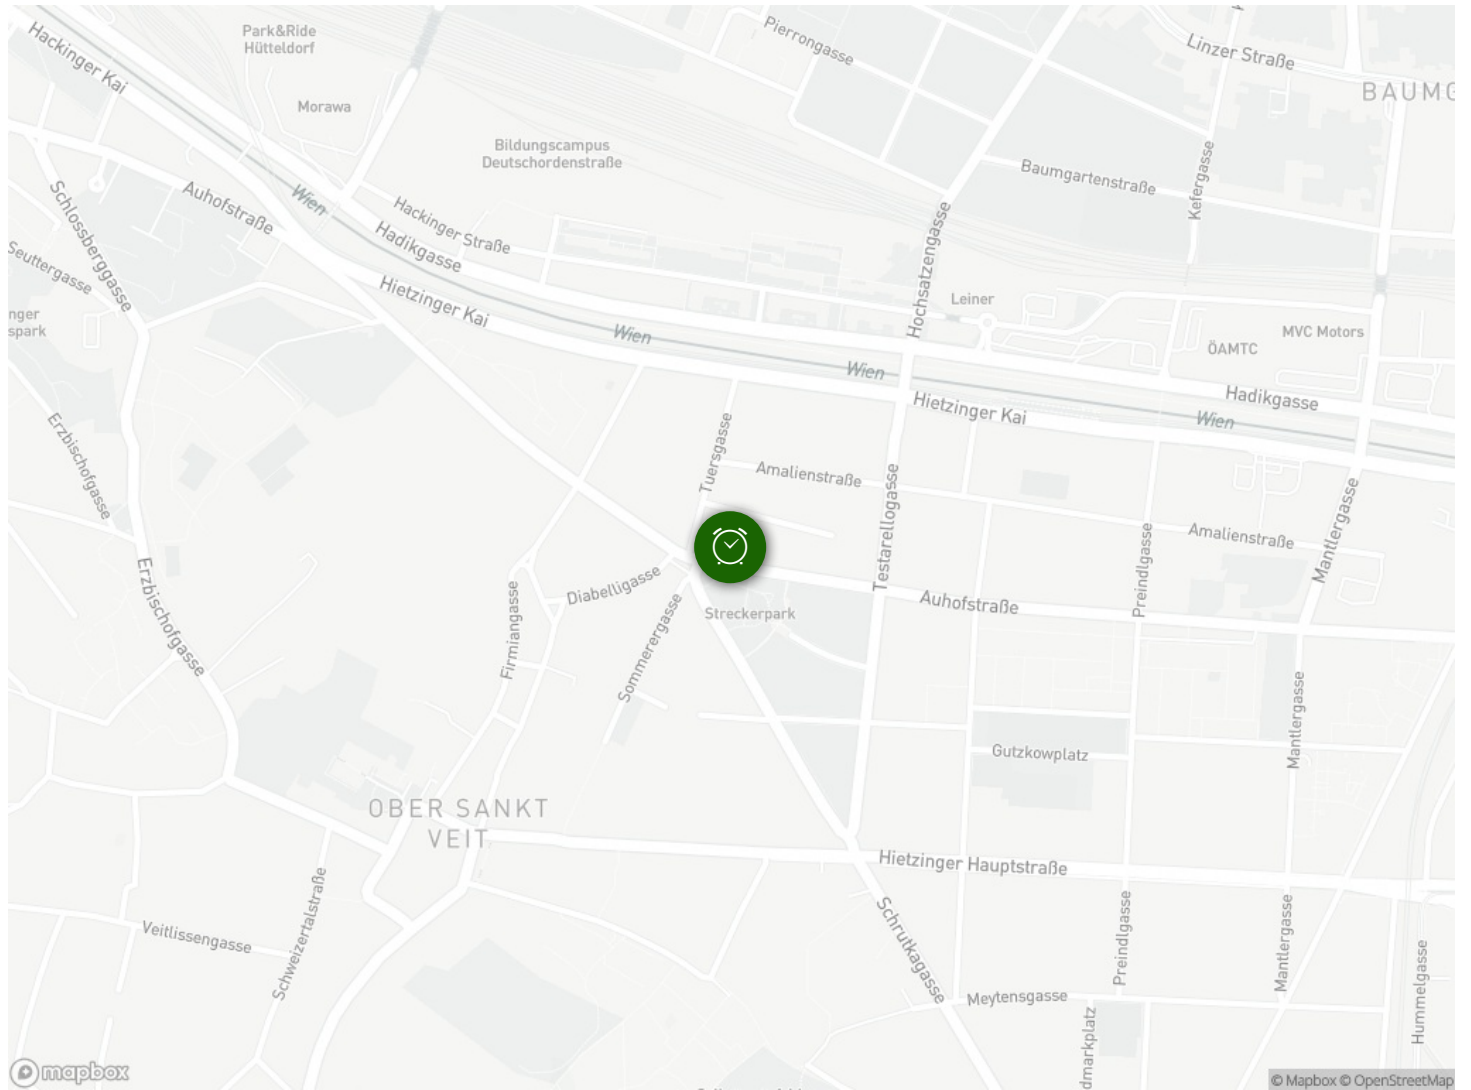 Park&Ride
Hütteldorf
Pierrongasse
Linzer Straße
Hackinger Kai
BAUMG
Morawa
Bildungscampus
Deutschordenstraße
Baumgartenstraße
Kefergasse
Wien
Auhofstraße
Schlossberggasse
Hackinger Straße
Hadikgasse
Hochsatzengasse
Seuttergasse
Hietzinger Kai
Leiner
nger
spark
Wien
MVC Motors
ÖAMTC
Wien
Hadikgasse
Hietzinger Kai
Wien
Erzbischofgasse
Tuersgasse
Amalienstraße
Testarellogasse
Mantlergasse
Amalienstraße
Preindlgasse
Erzbischofgasse
Diabelligasse
Auhofstraße
Streckerpark
Firmiangasse
Sommerergasse
Mantlergasse
Gutzkowplatz
OBER SANKT
VEIT
Hietzinger Hauptstraße
Schweizertalstraße
Veitlissengasse
Schrutkagasse
Preindlgasse
Mantlergasse
Hummelgasse
Meytensgasse
dmarkplatz
mapbox
© Mapbox © OpenStreetMap